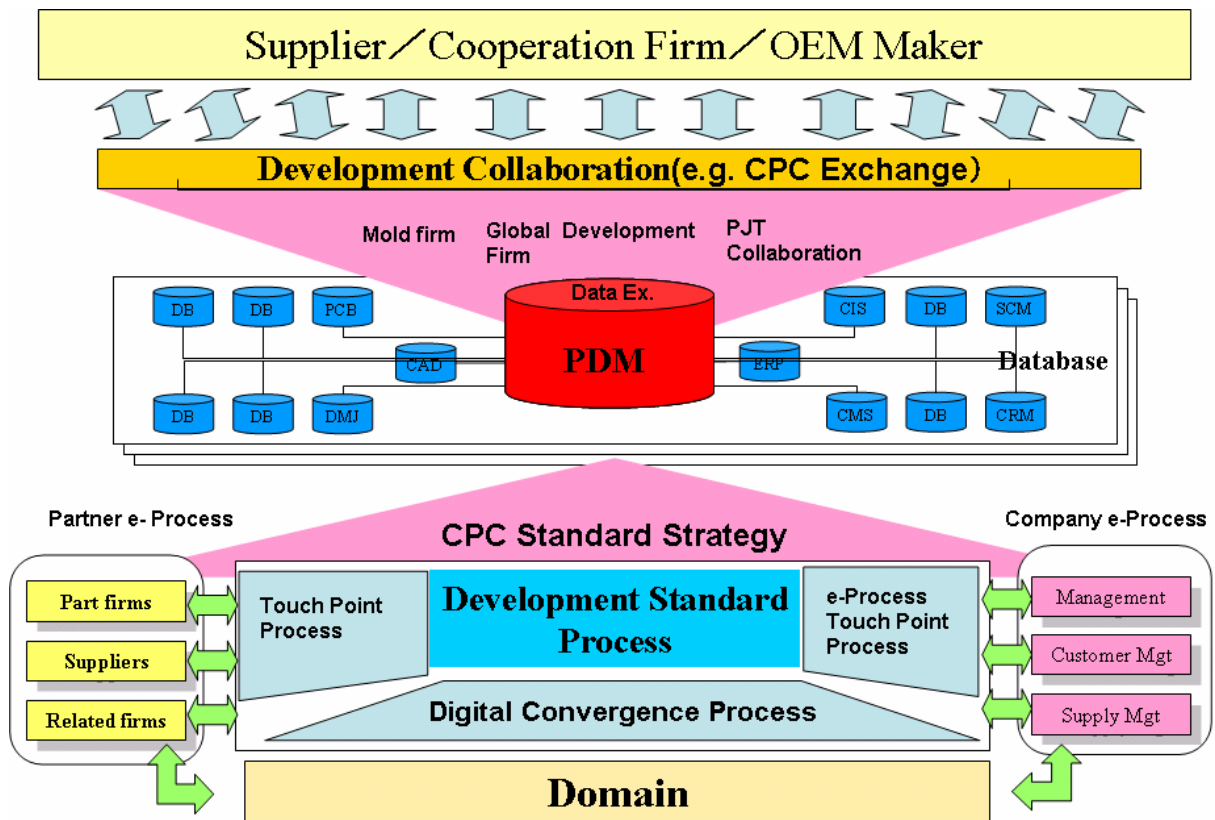 Supplier／Cooperation Firm／OEM Maker
Development Collaboration(e.g. CPC Exchange）
Mold firm
Global Development
Firm
PJT
Collaboration
Data Ex.
PDM
DB
DB
PCB
CAD
DB
DB
DMJ
CIS
DB
SCM
ERP
Database
CMS
DB
CRM
Partner e- Process
CPC Standard Strategy
Company e-Process
Part firms
Suppliers
Related firms
Touch Point
Process
Development Standard
Process
e-Process
Touch Point
Process
Digital Convergence Process
Management
Customer Mgt
Supply Mgt
Domain